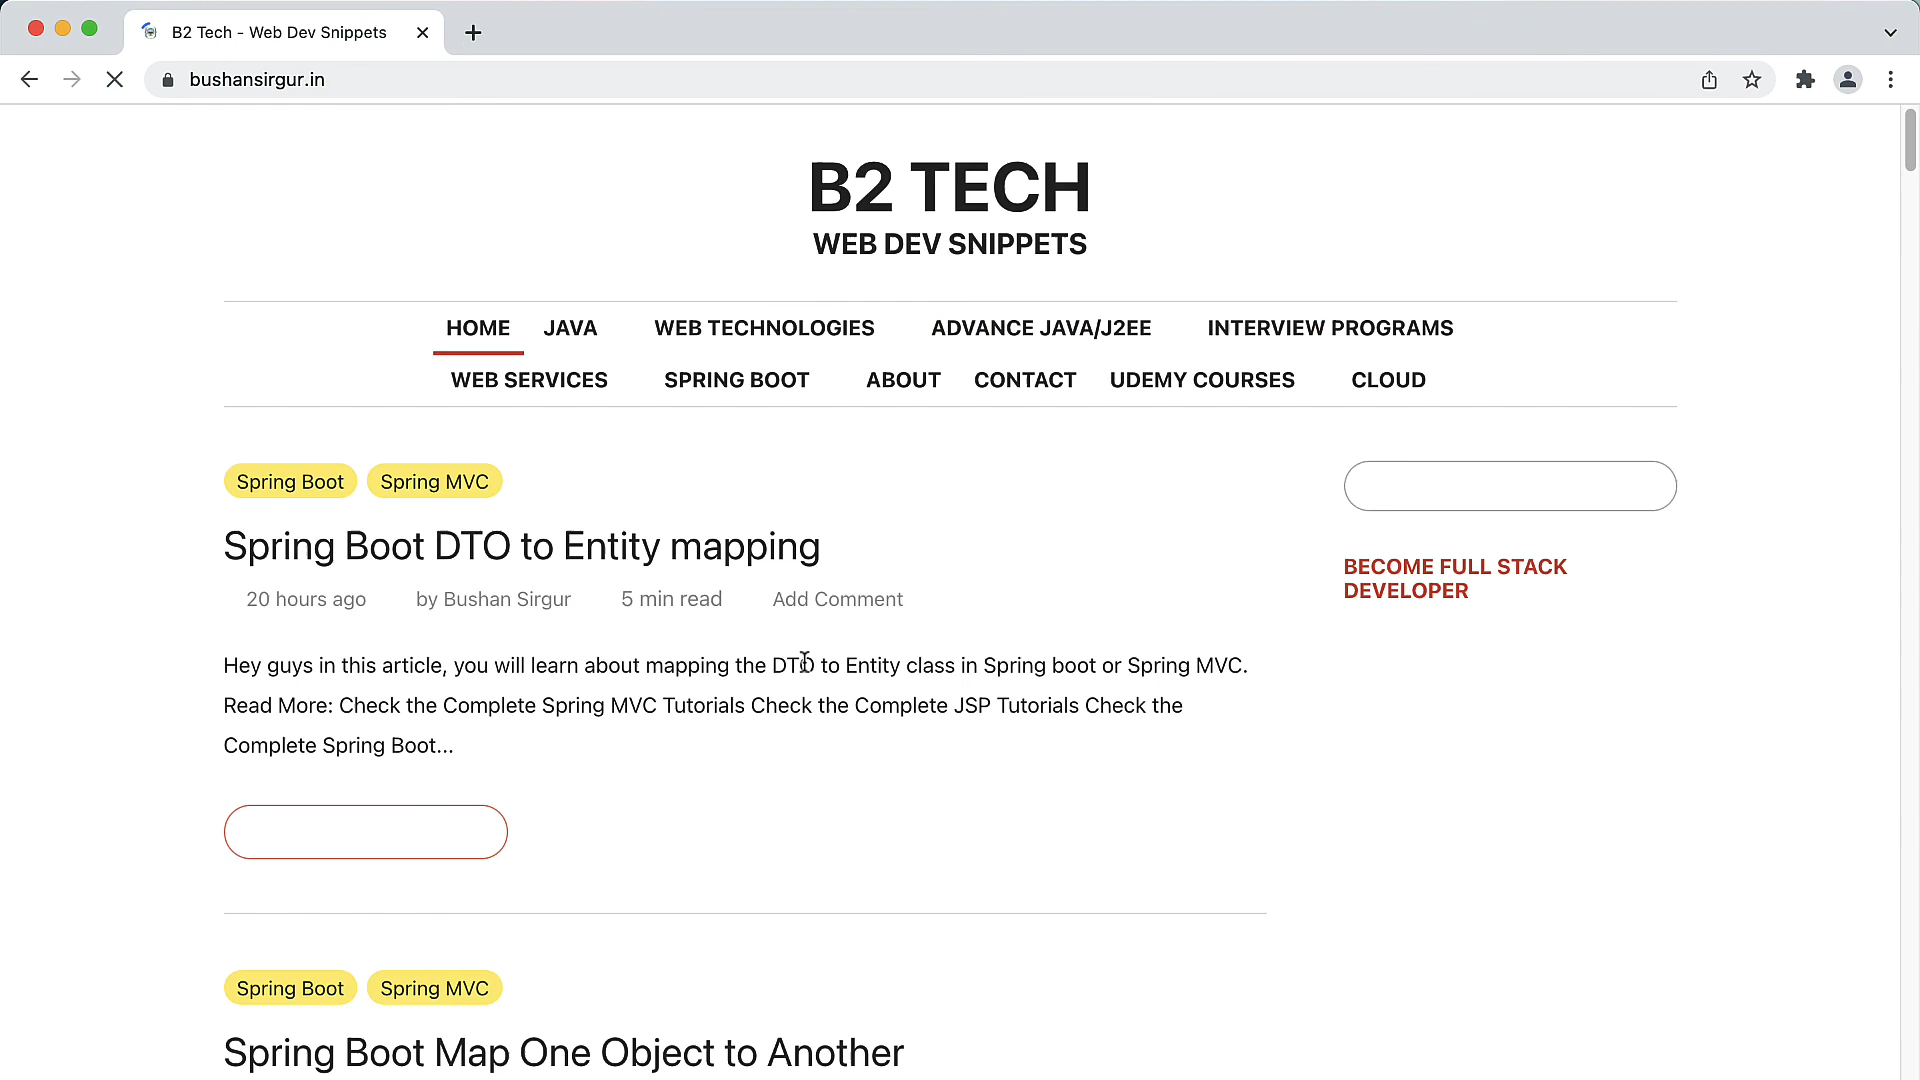 B2 Tech - Web Dev Snippets
bushansirgur.in
B2 TECH
WEB DEV SNIPPETS
HOME JAVA WEB TECHNOLOGIES ADVANCE JAVA/J2EE INTERVIEW PROGRAMS
WEB SERVICES SPRING BOOT ABOUT CONTACT UDEMY COURSES CLOUD
Spring Boot Spring MVC
Spring Boot DTO to Entity mapping
20 hours ago by Bushan Sirgur 5 min read Add Comment
Hey guys in this article, you will learn about mapping the DTO to Entity class in Spring boot or Spring MVC.
Read More: Check the Complete Spring MVC Tutorials Check the Complete JSP Tutorials Check the
Complete Spring Boot...
BECOME FULL STACK
DEVELOPER
Spring Boot Spring MVC
Spring Boot Map One Object to Another